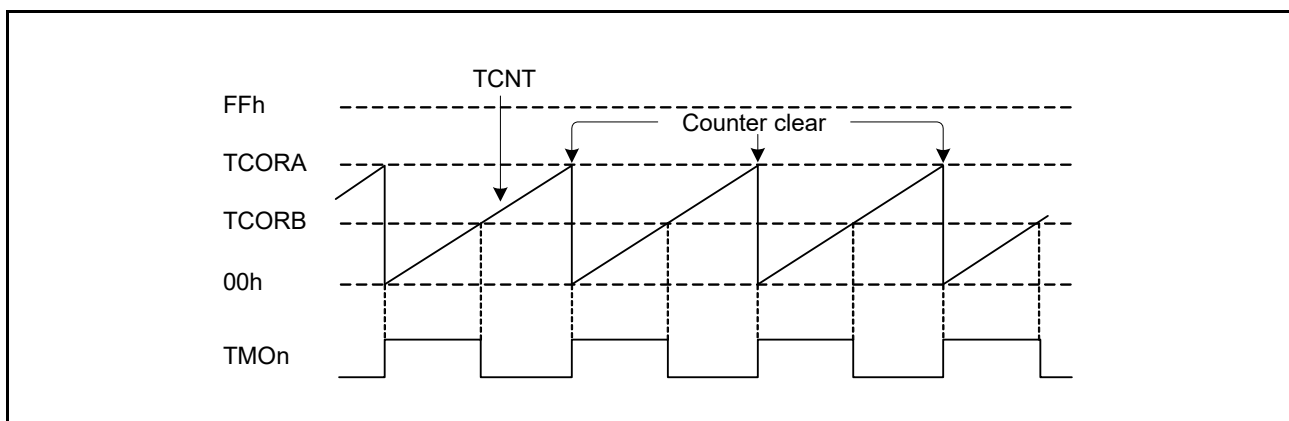 TCNT
FFh
Counter clear
TCORA
TCORB
00h
TMOn